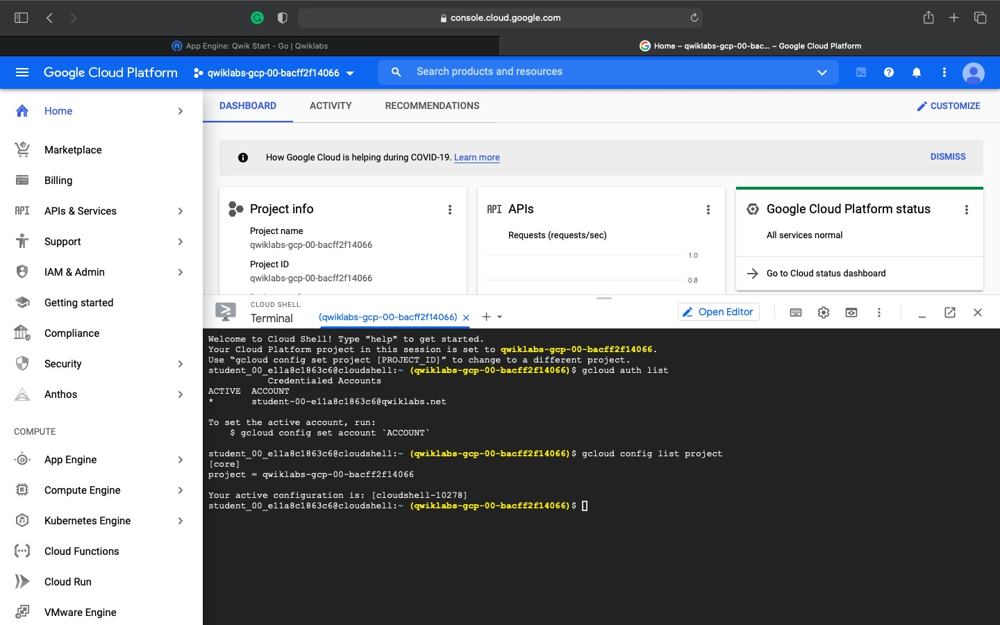 console.cloud.google.com
App Engine: Qwik Start - Go | Qwiklabs
Home – qwiklabs-gcp-00-bac... – Google Cloud Platform
Google Cloud Platform
qwiklabs-gcp-00-bacff2f14066
Search products and resources
Home
Marketplace
Billing
API APIs & Services
Support
IAM & Admin
Getting started
Compliance
Security
Anthos
COMPUTE
App Engine
Compute Engine
Kubernetes Engine
Cloud Functions
Cloud Run
VMware Engine
DASHBOARD
ACTIVITY
RECOMMENDATIONS
CUSTOMIZE
How Google Cloud is helping during COVID-19. Learn more
DISMISS
Project info
Project name
qwiklabs-gcp-00-bacff2f14066
Project ID
qwiklabs-gcp-00-bacff2f14066
API APIs
Requests (requests/sec)
1.0
0.8
Google Cloud Platform status
All services normal
Go to Cloud status dashboard
CLOUD SHELL
Terminal
(qwiklabs-gcp-00-bacff2f14066)
Open Editor
Welcome to Cloud Shell! Type "help" to get started.
Your Cloud Platform project in this session is set to qwiklabs-gcp-00-bacff2f14066.
Use “gcloud config set project [PROJECT_ID]” to change to a different project.
student_00_e11a8c1863c6@cloudshell:~ (qwiklabs-gcp-00-bacff2f14066)$ gcloud auth list
Credentialed Accounts
ACTIVE ACCOUNT
* student-00-e11a8c1863c6@qwiklabs.net
To set the active account, run:
$ gcloud config set account `ACCOUNT`
student_00_e11a8c1863c6@cloudshell:~ (qwiklabs-gcp-00-bacff2f14066)$ gcloud config list project
[core]
project = qwiklabs-gcp-00-bacff2f14066
Your active configuration is: [cloudshell-10278]
student_00_e11a8c1863c6@cloudshell:~ (qwiklabs-gcp-00-bacff2f14066)$